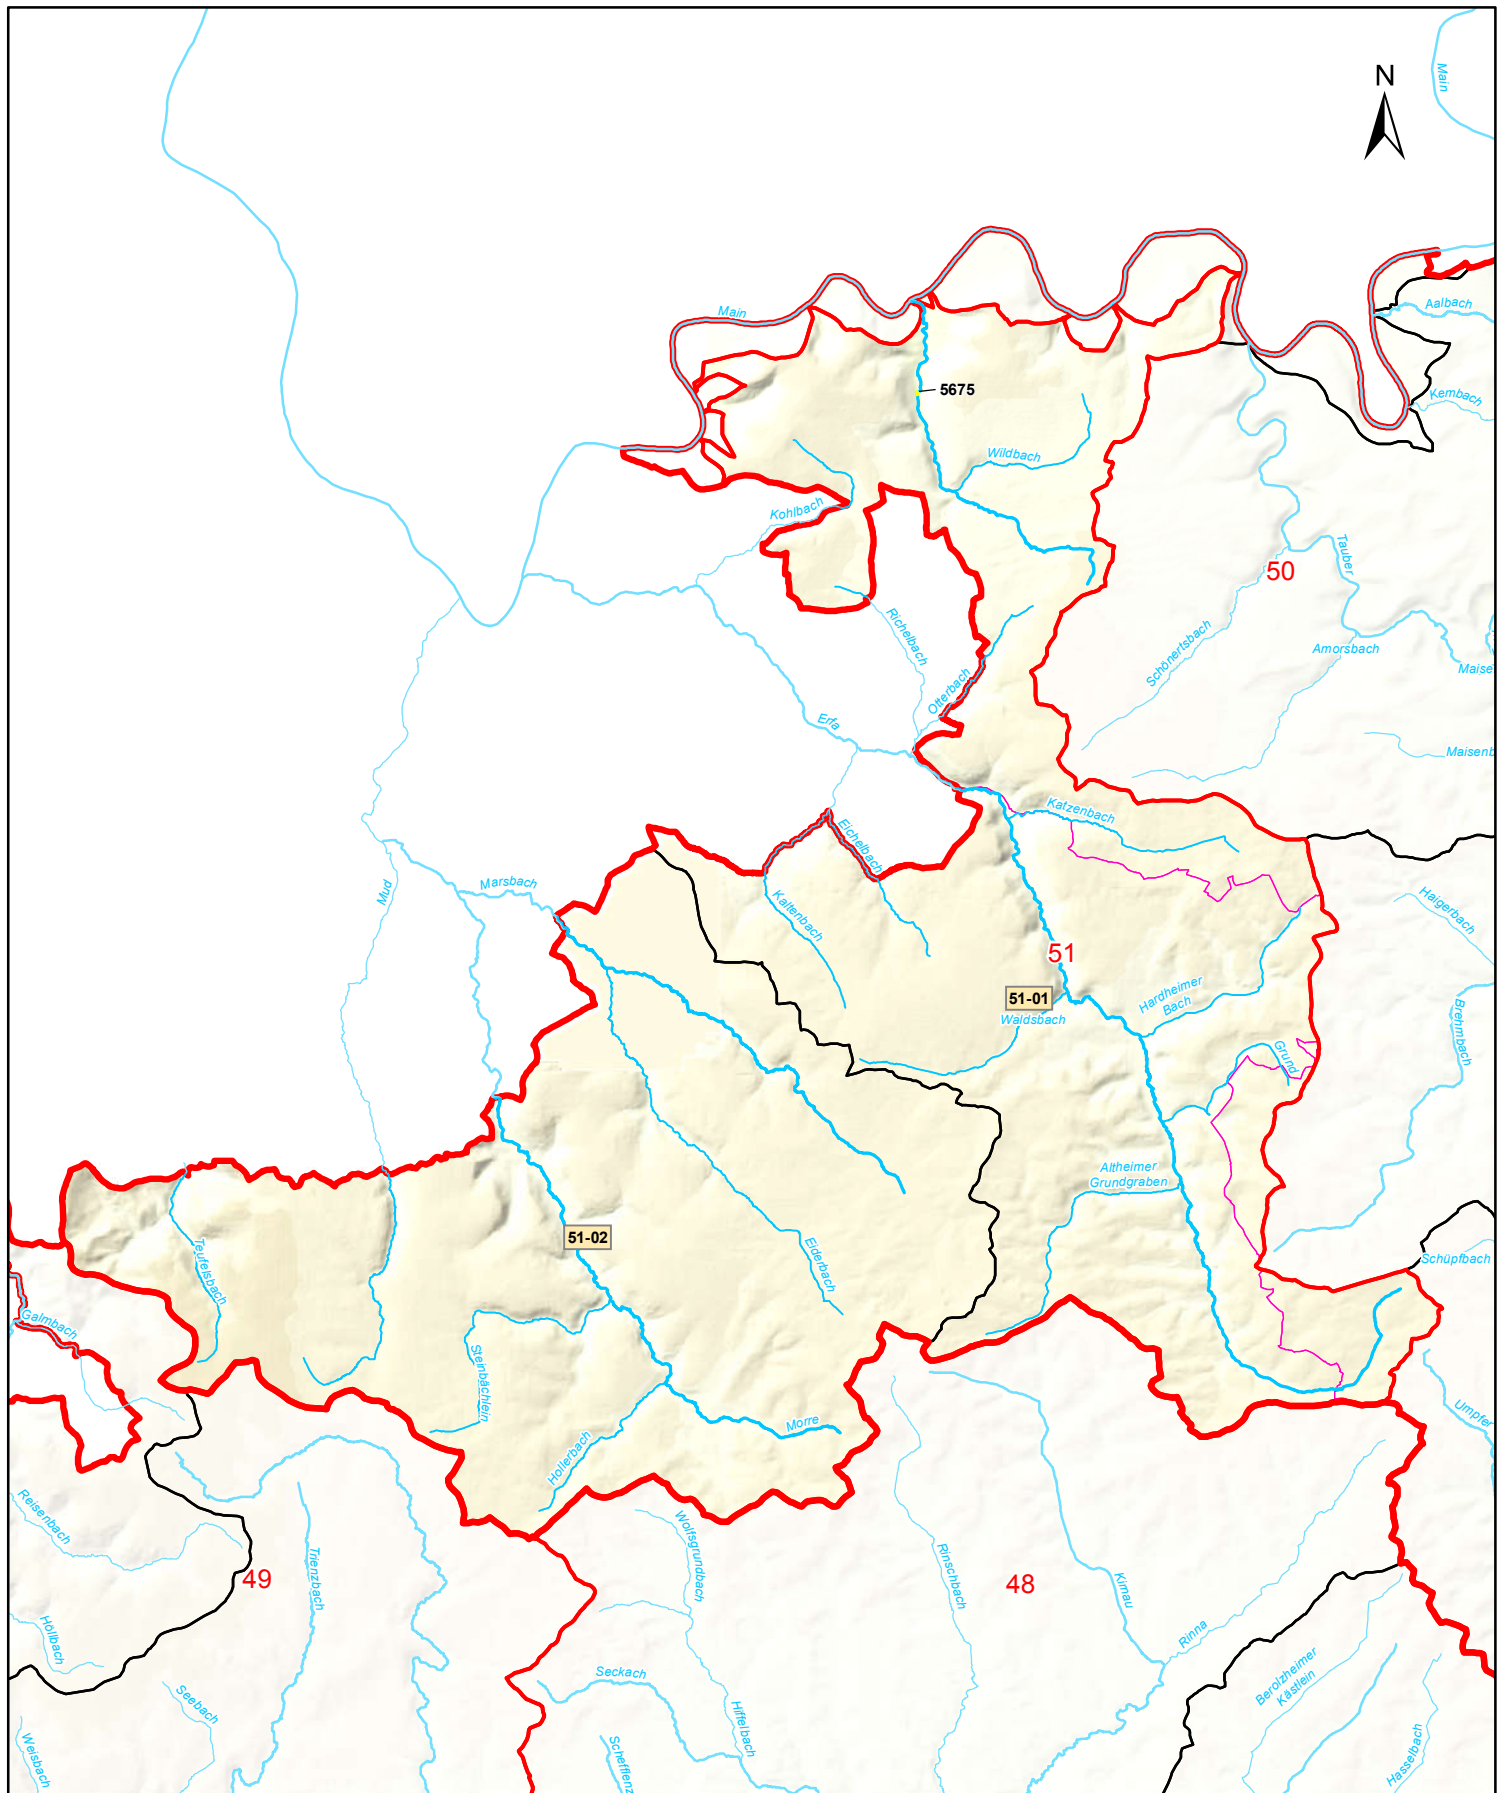 N
Main
Main
Aalbach
Kembach
5675
Wildbach
Kohlbach
Tauber
50
Richelbach
Schönertsbach
Amorsbach
Maise
Otterbach
Erfa
Maisenb
Katzenbach
Eichelbach
Marsbach
Mud
Kaltenbach
Haigerbach
51
51-01
Waldsbach
Hardheimer
Bach
Brehmbach
Grund
Altheimer
Grundgraben
51-02
Teufelsbach
Eiderbach
Schüpfbach
Galmbach
Steinbächlein
Morre
Umpfer
Hollerbach
Reisenbach
Trienzbach
49
Wolfsgrundbach
Rinschbach
48
Kirnau
Rinna
Höllbach
Seckach
Berolzheimer
Kästlein
Seebach
Hiffelbach
Weisbach
Schefflenz
Hasselbach